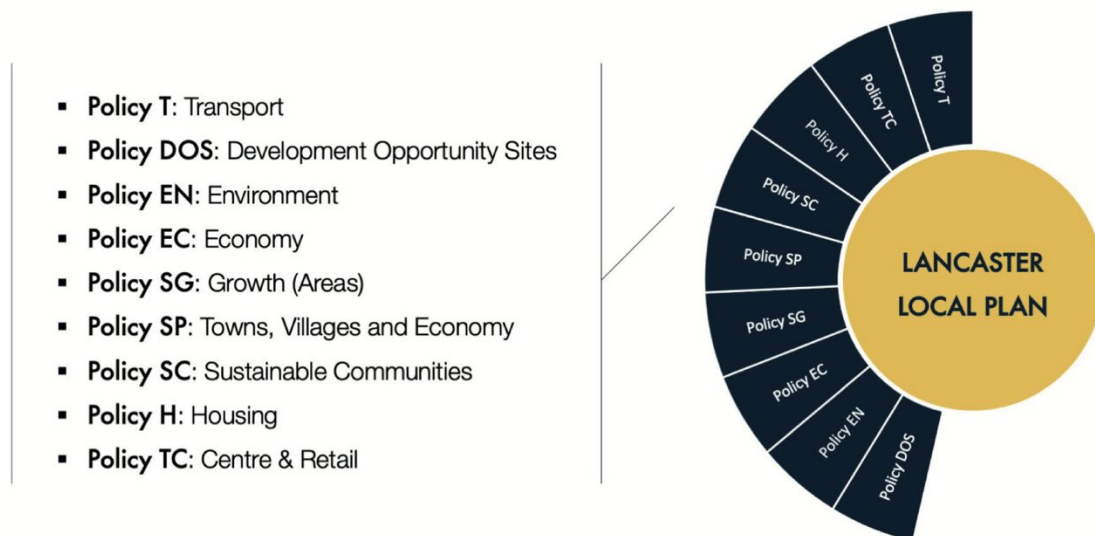 ▪ Policy T: Transport
▪ Policy DOS: Development Opportunity Sites
▪ Policy EN: Environment
▪ Policy EC: Economy
▪ Policy SG: Growth (Areas)
▪ Policy SP: Towns, Villages and Economy
▪ Policy SC: Sustainable Communities
▪ Policy H: Housing
▪ Policy TC: Centre & Retail
Policy T
Policy TC
Policy H
Policy SC
Policy SP
Policy SG
Policy EC
Policy EN
Policy DOS
LANCASTER
LOCAL PLAN